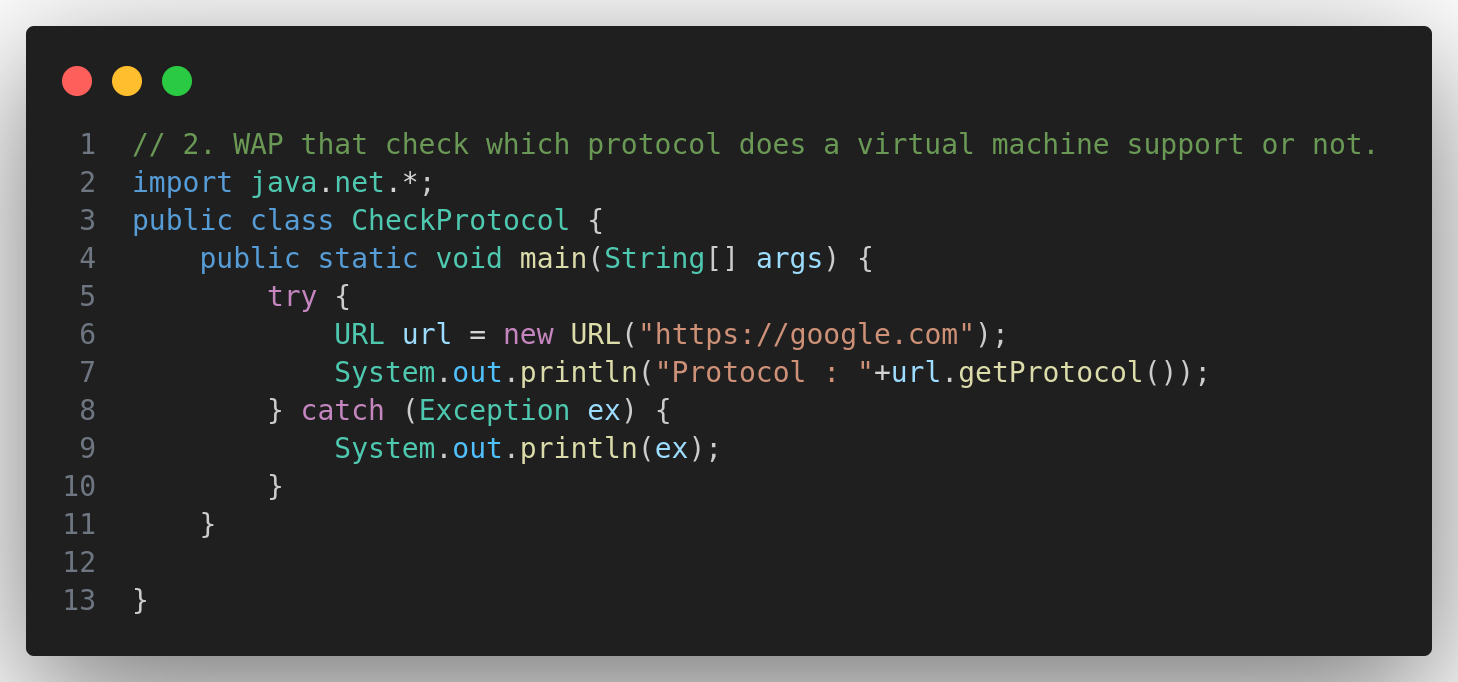 1 // 2. WAP that check which protocol does a virtual machine support or not.
2 import java.net.*;
3 public class CheckProtocol {
4     public static void main(String[] args) {
5         try {
6             URL url = new URL("https://google.com");
7             System.out.println("Protocol : "+url.getProtocol());
8         } catch (Exception ex) {
9             System.out.println(ex);
10         }
11     }
12
13 }